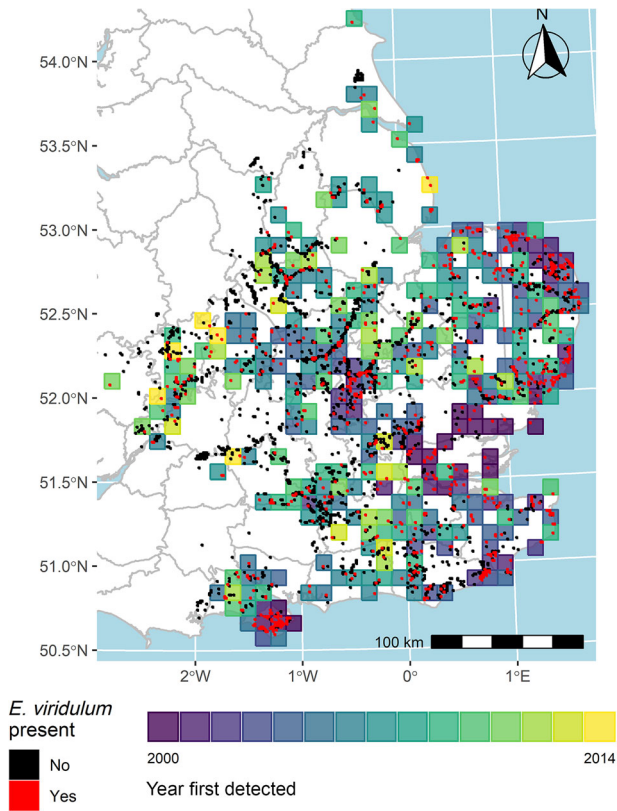 N
54.0°N
53.5°N
53.0°N
52.5°N
52.0°N
51.5°N
51.0°N
50.5°N
100 km
2°W 1°W 0° 1°E
E. viridulum
present
No
Yes
2000 2014
Year first detected